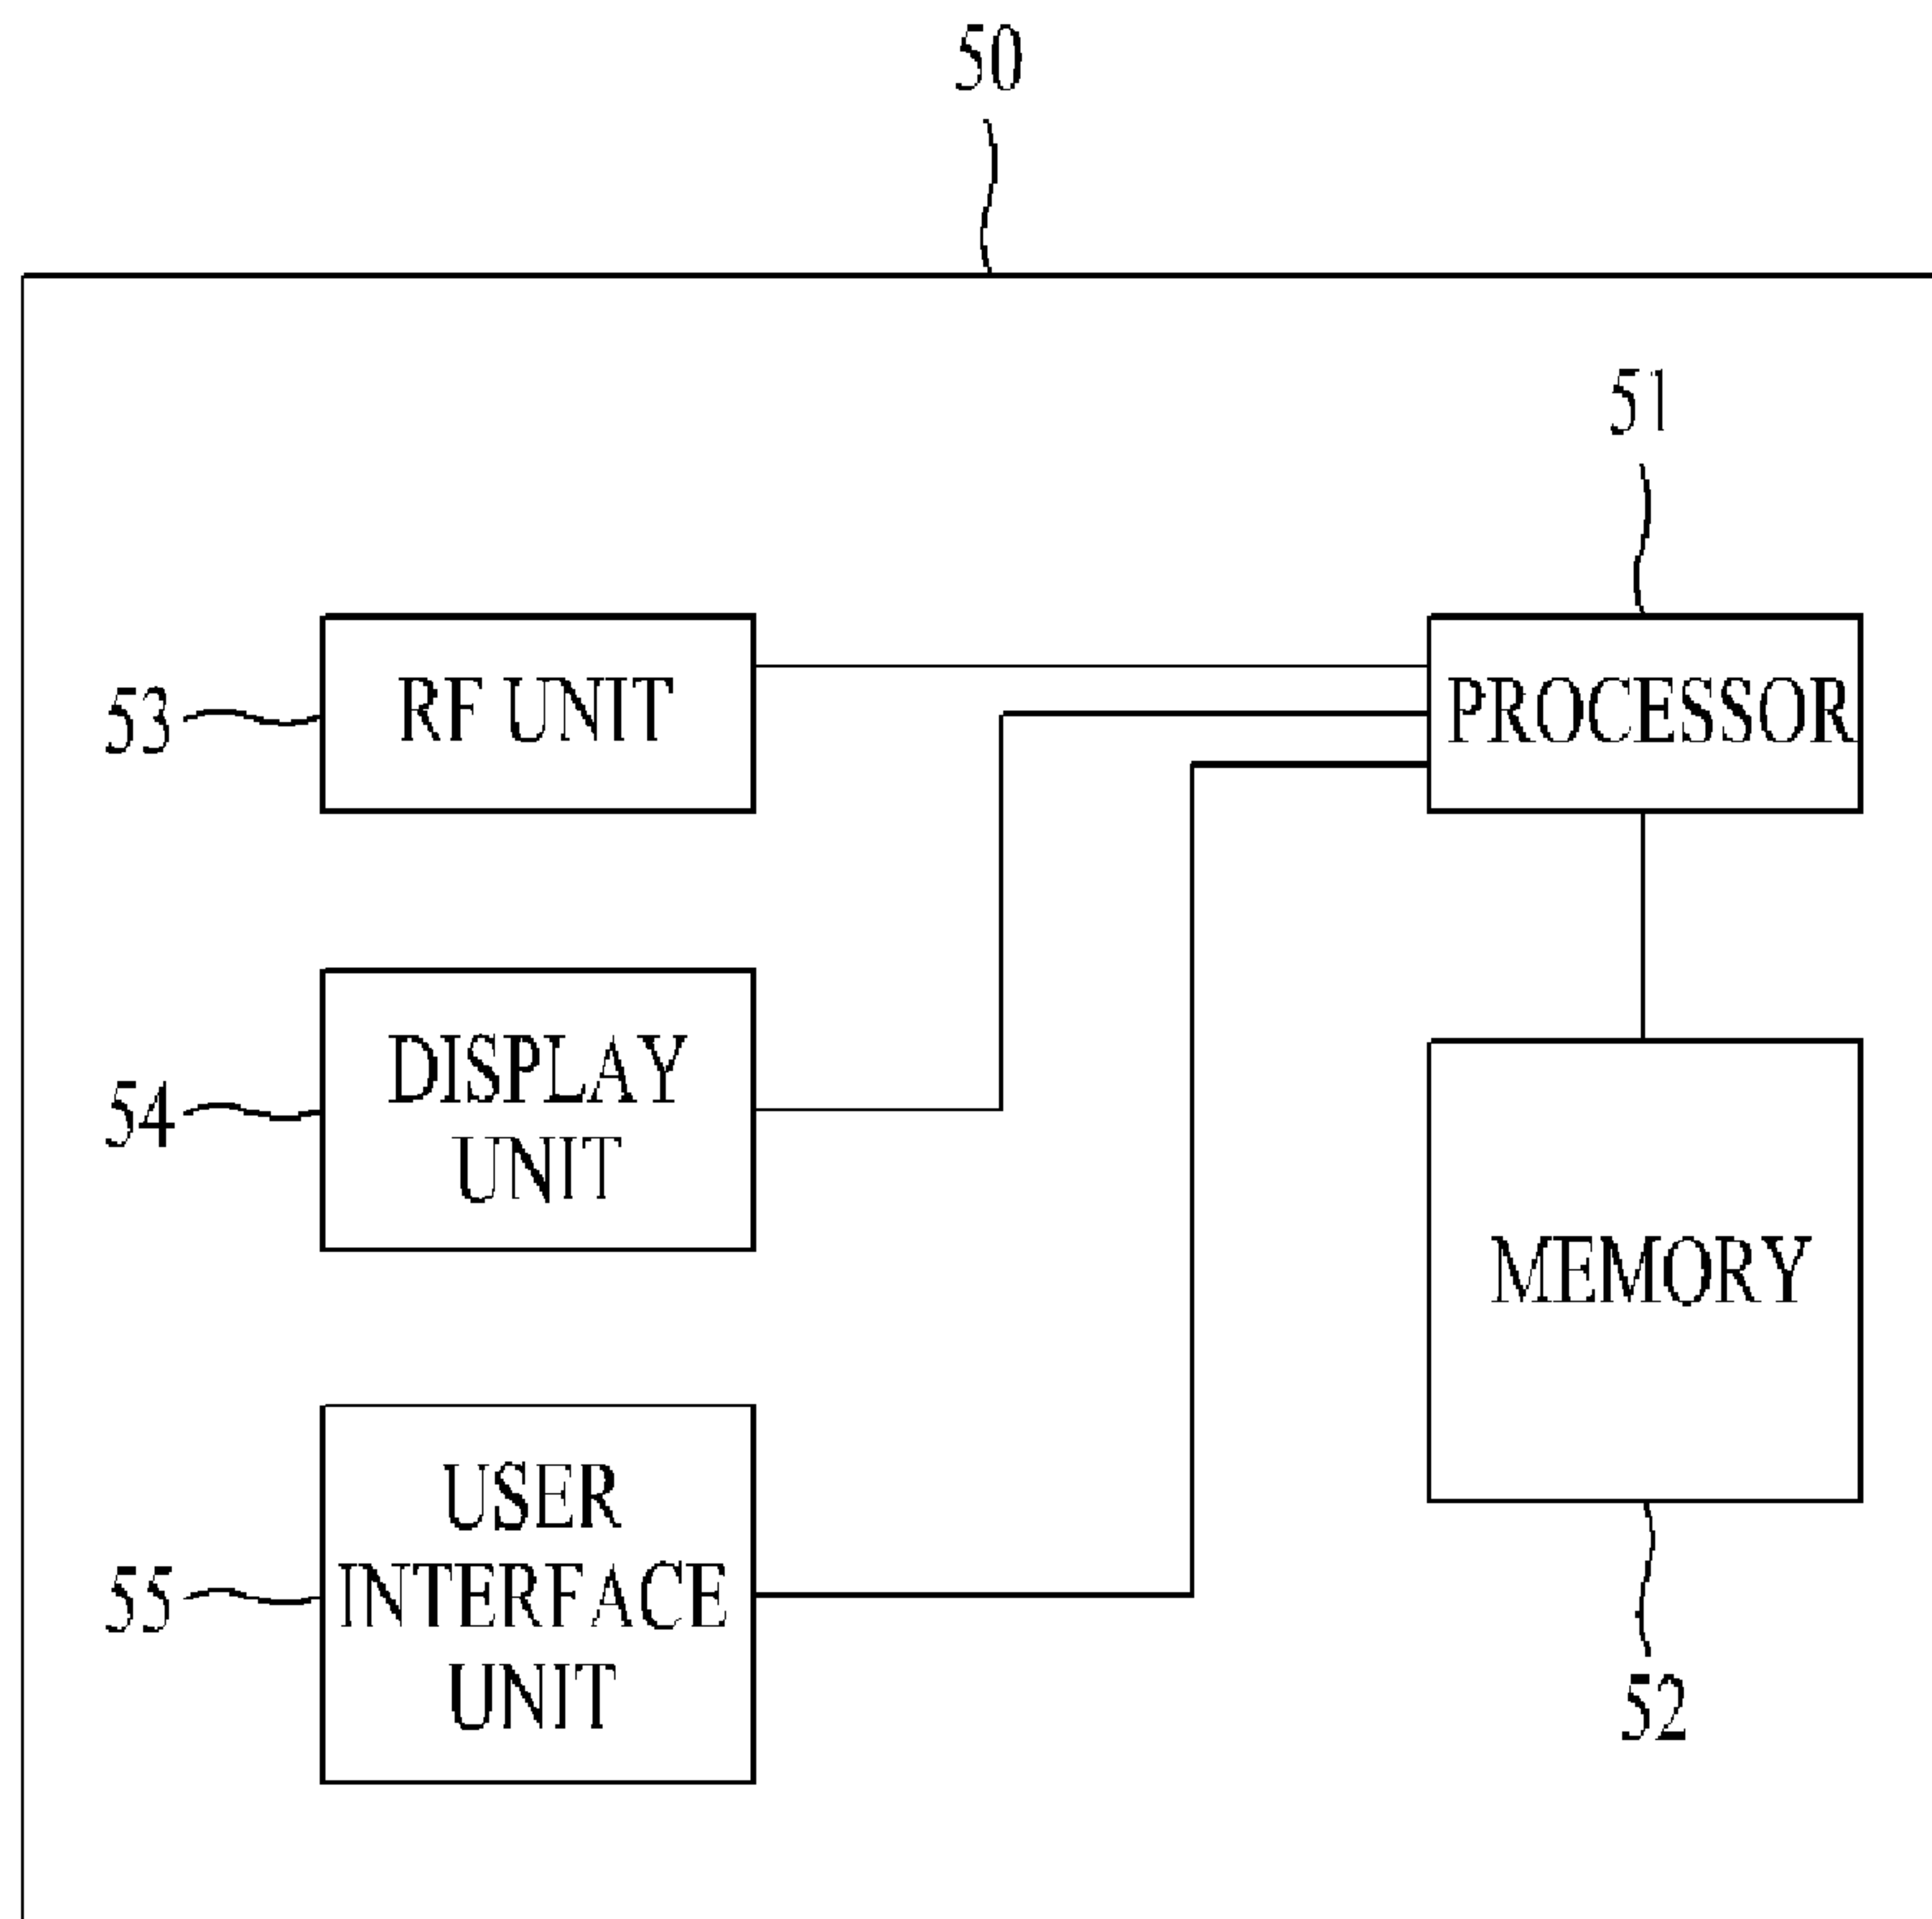 50
51
53
RF UNIT
PROCESSOR
54
DISPLAY
UNIT
MEMORY
55
USER
INTERFACE
UNIT
52